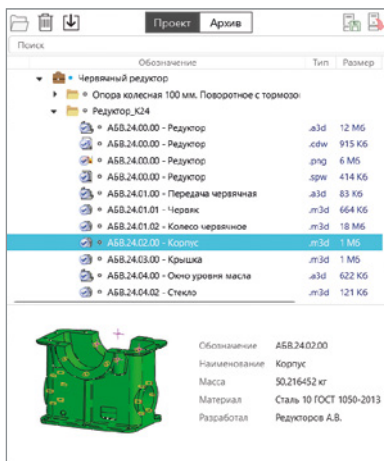 Проект Архив
Поиск
Обозначение Тип Размер
Червячный редуктор
Опора колесная 100 мм. Поворотное с тормозо
Редуктор_К24
АБВ.24.00.00 - Редуктор .a3d 12 Мб
АБВ.24.00.00 - Редуктор .cdw 915 Кб
АБВ.24.00.00 - Редуктор .png 6 Мб
АБВ.24.00.00 - Редуктор .spw 414 Кб
АБВ.24.01.00 - Передача червячная .a3d 83 Кб
АБВ.24.01.01 - Червяк .m3d 664 Кб
АБВ.24.01.02 - Колесо червячное .m3d 18 Мб
АБВ.24.02.00 - Корпус .m3d 1 Мб
АБВ.24.03.00 - Крышка .m3d 1 Мб
АБВ.24.04.00 - Окно уровня масла .a3d 622 Кб
АБВ.24.04.02 - Стекло .m3d 121 Кб
Обозначение АБВ.24.02.00
Наименование Корпус
Масса 50.216452 кг
Материал Сталь 10 ГОСТ 1050-2013
Разработал Редукторов А.В.